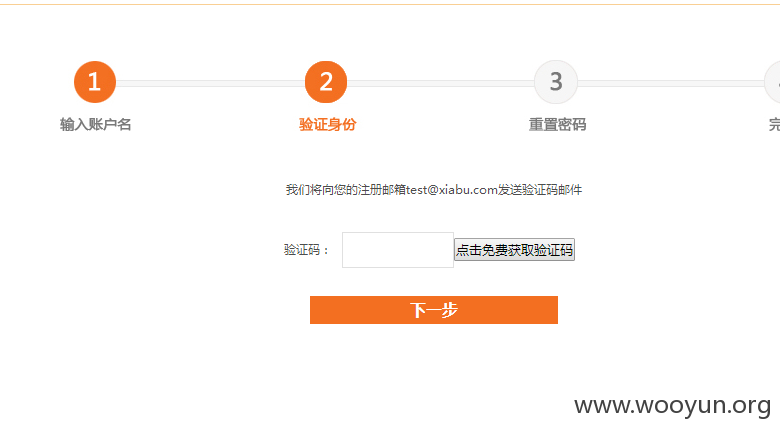 1 2 3
输入账户名 验证身份 重置密码 完
我们将向您的注册邮箱test@xiabu.com发送验证码邮件
验证码： 点击免费获取验证码
下一步
www.wooyun.org